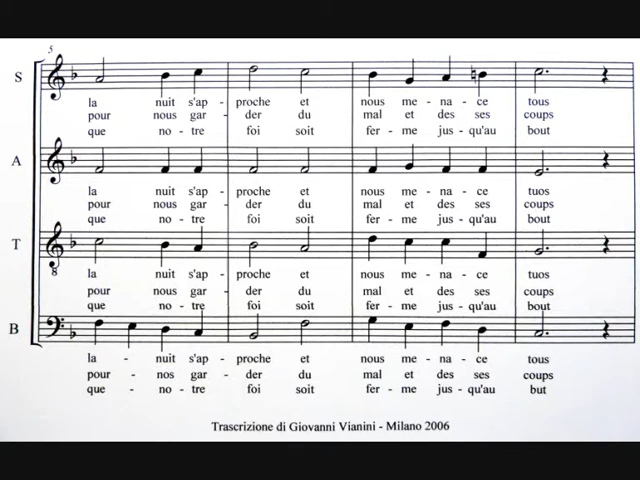 5
S
la nuit s'ap - proche et nous me - na - ce tous
pour nous gar - der du mal et des ses coups
que no - tre foi soit fer - me jus - qu'au bout
A
la nuit s'ap - proche et nous me - na - ce tuos
pour nous gar - der du mal et des ses coups
que no - tre foi soit fer - me jus - qu'au bout
T
8
la nuit s'ap - proche et nous me - na - ce tuos
pour nous gar - der du mal et des ses coups
que no - tre foi soit fer - me jus - qu'au bout
B
la - nuit s'ap - proche et nous me - na - ce tous
pour - nos gar - der du mal et des ses coups
que - no - tre foi soit fer - me jus - qu'au but
Trascrizione di Giovanni Vianini - Milano 2006